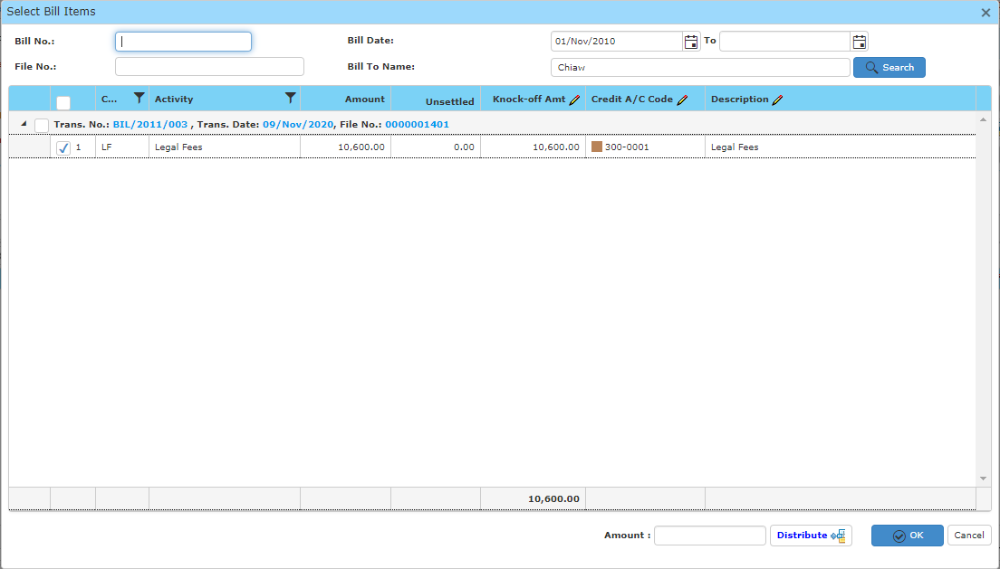 Select Bill Items
Bill No.: Bill Date: 01/Nov/2010 To
File No.: Bill To Name: Chiaw Search
C... Activity Amount Unsettled Knock-off Amt Credit A/C Code Description
Trans. No.: BIL/2011/003 , Trans. Date: 09/Nov/2020, File No.: 0000001401
1 LF Legal Fees 10,600.00 0.00 10,600.00 300-0001 Legal Fees
10,600.00
Amount : Distribute OK Cancel